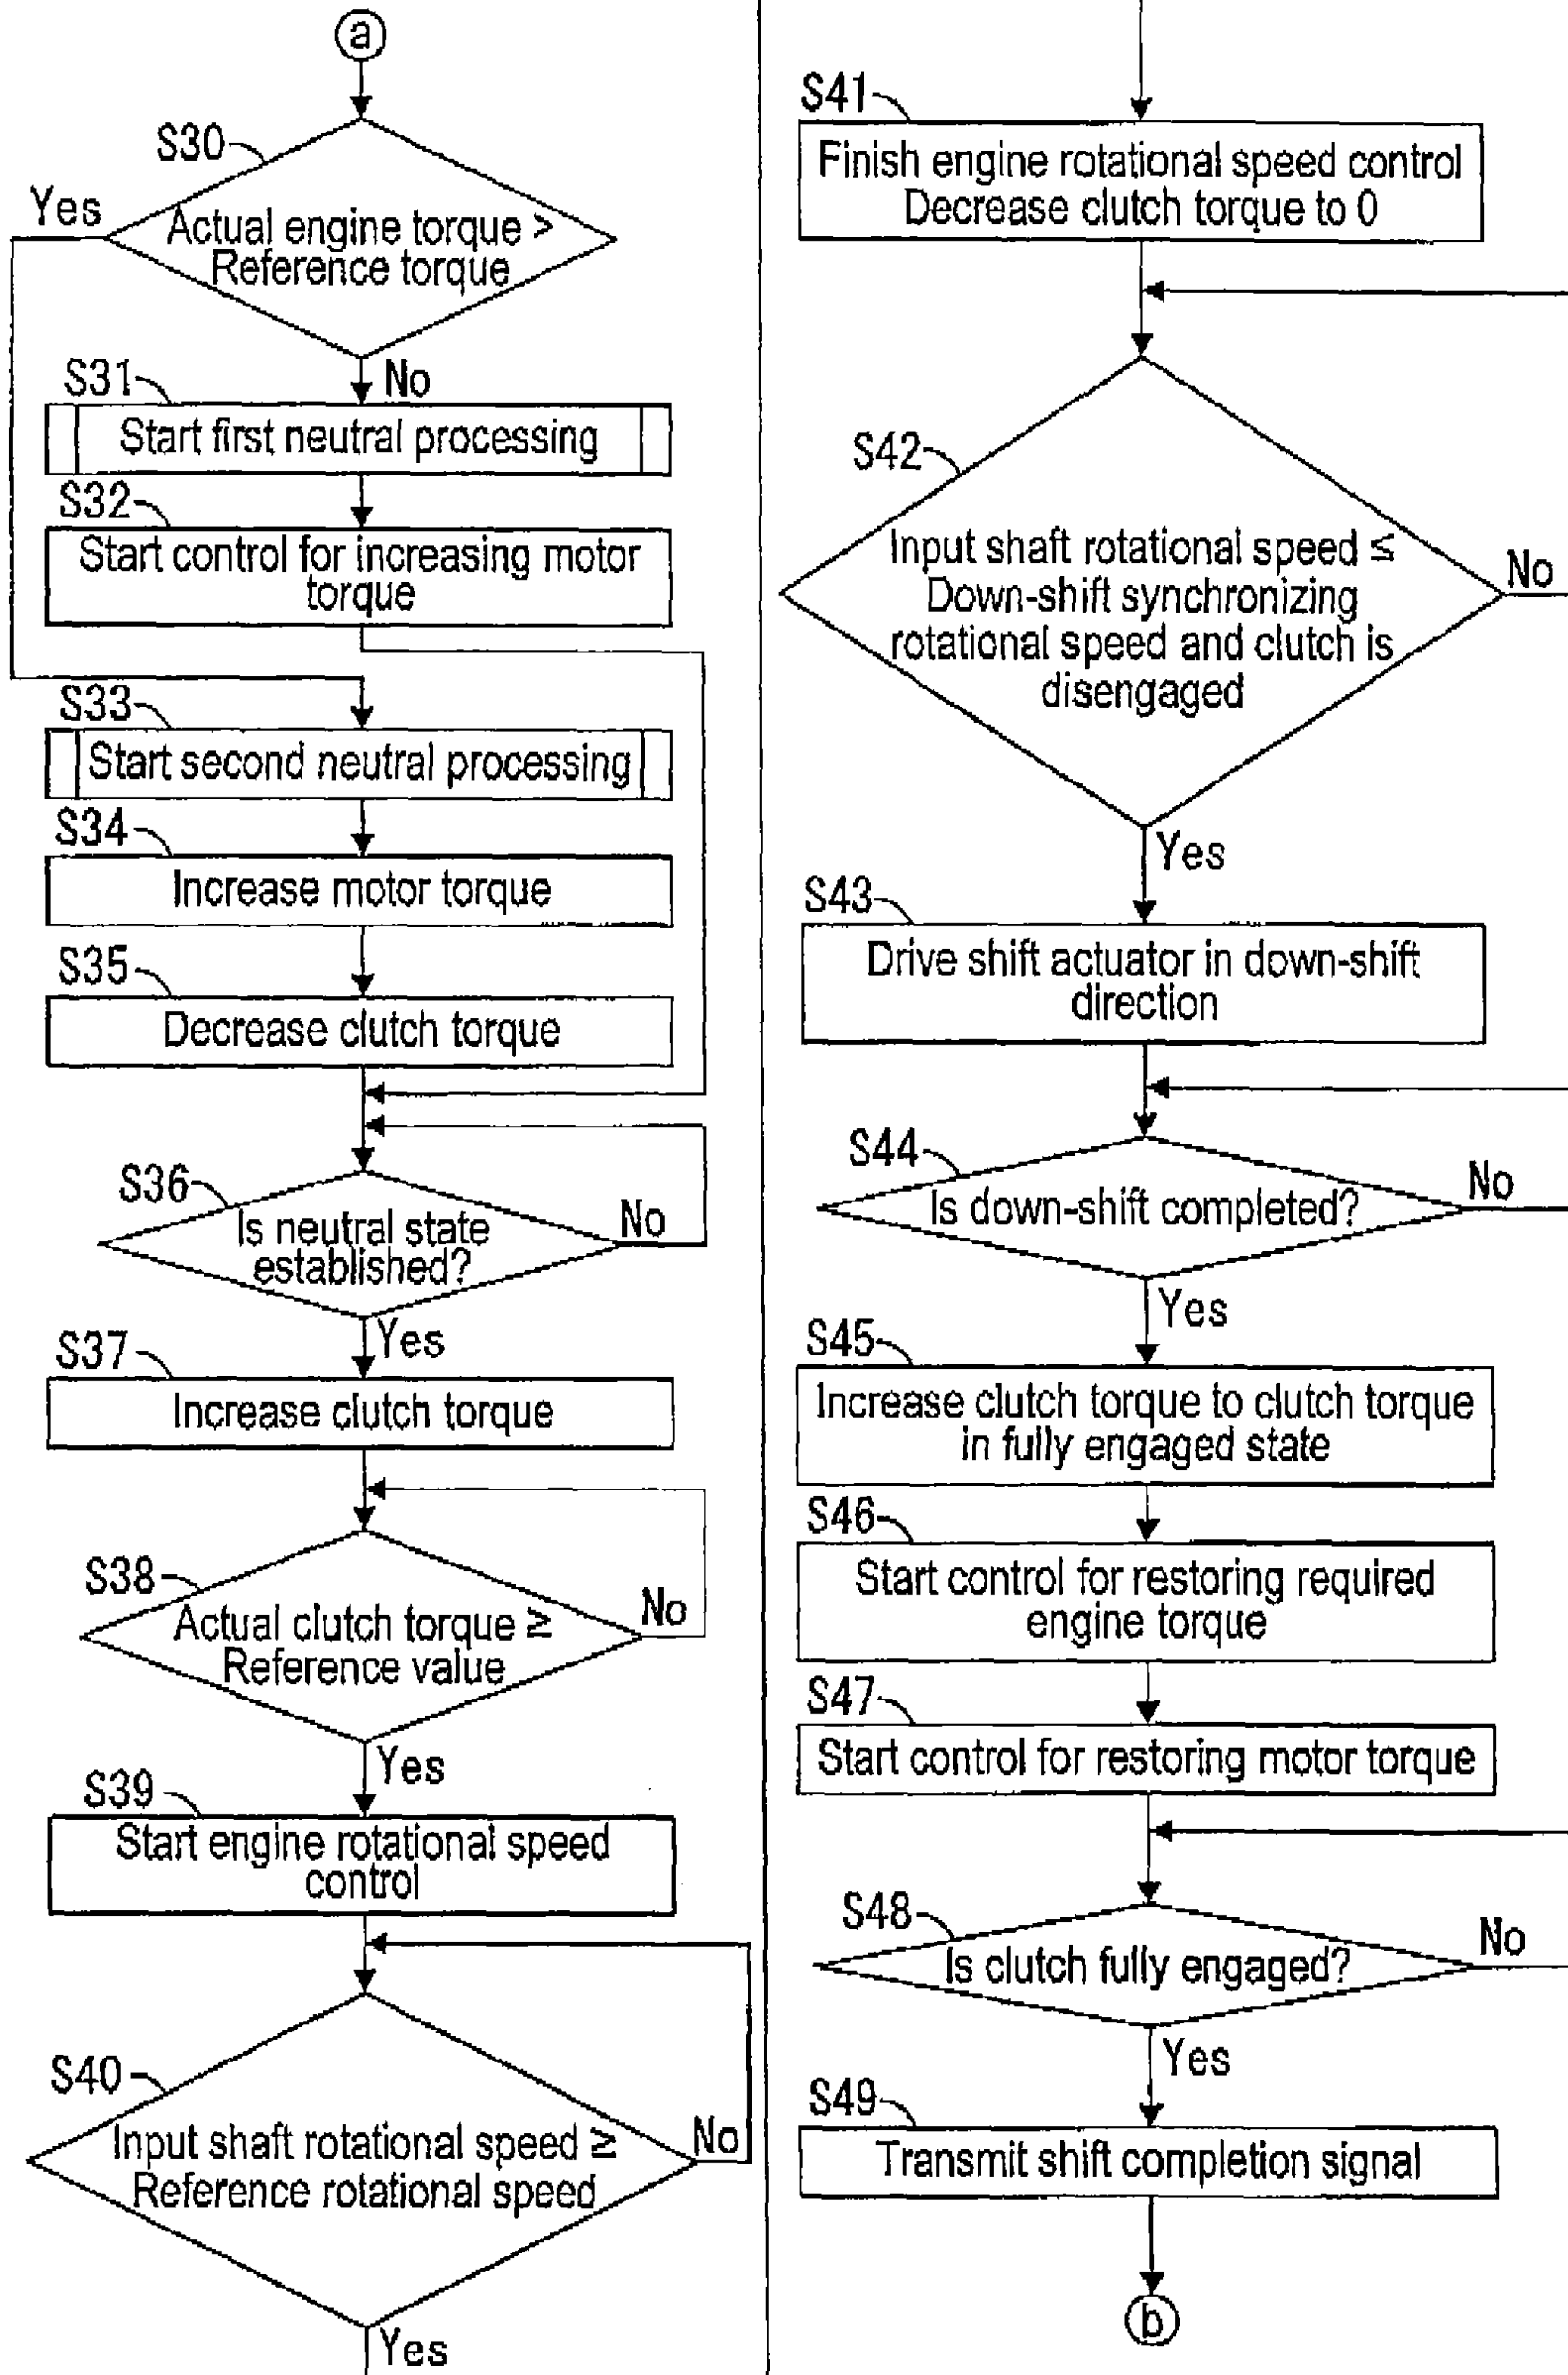 a
S30
Yes
Actual engine torque >
Reference torque
No
S31
Start first neutral processing
S32
Start control for increasing motor
torque
S33
Start second neutral processing
S34
Increase motor torque
S35
Decrease clutch torque
S36
Is neutral state
established?
No
Yes
S37
Increase clutch torque
S38
Actual clutch torque ≥
Reference value
No
Yes
S39
Start engine rotational speed
control
S40
Input shaft rotational speed ≥
Reference rotational speed
No
Yes
S41
Finish engine rotational speed control
Decrease clutch torque to 0
S42
Input shaft rotational speed ≤
Down-shift synchronizing
rotational speed and clutch is
disengaged
No
Yes
S43
Drive shift actuator in down-shift
direction
S44
Is down-shift completed?
No
Yes
S45
Increase clutch torque to clutch torque
in fully engaged state
S46
Start control for restoring required
engine torque
S47
Start control for restoring motor torque
S48
Is clutch fully engaged?
No
Yes
S49
Transmit shift completion signal
b